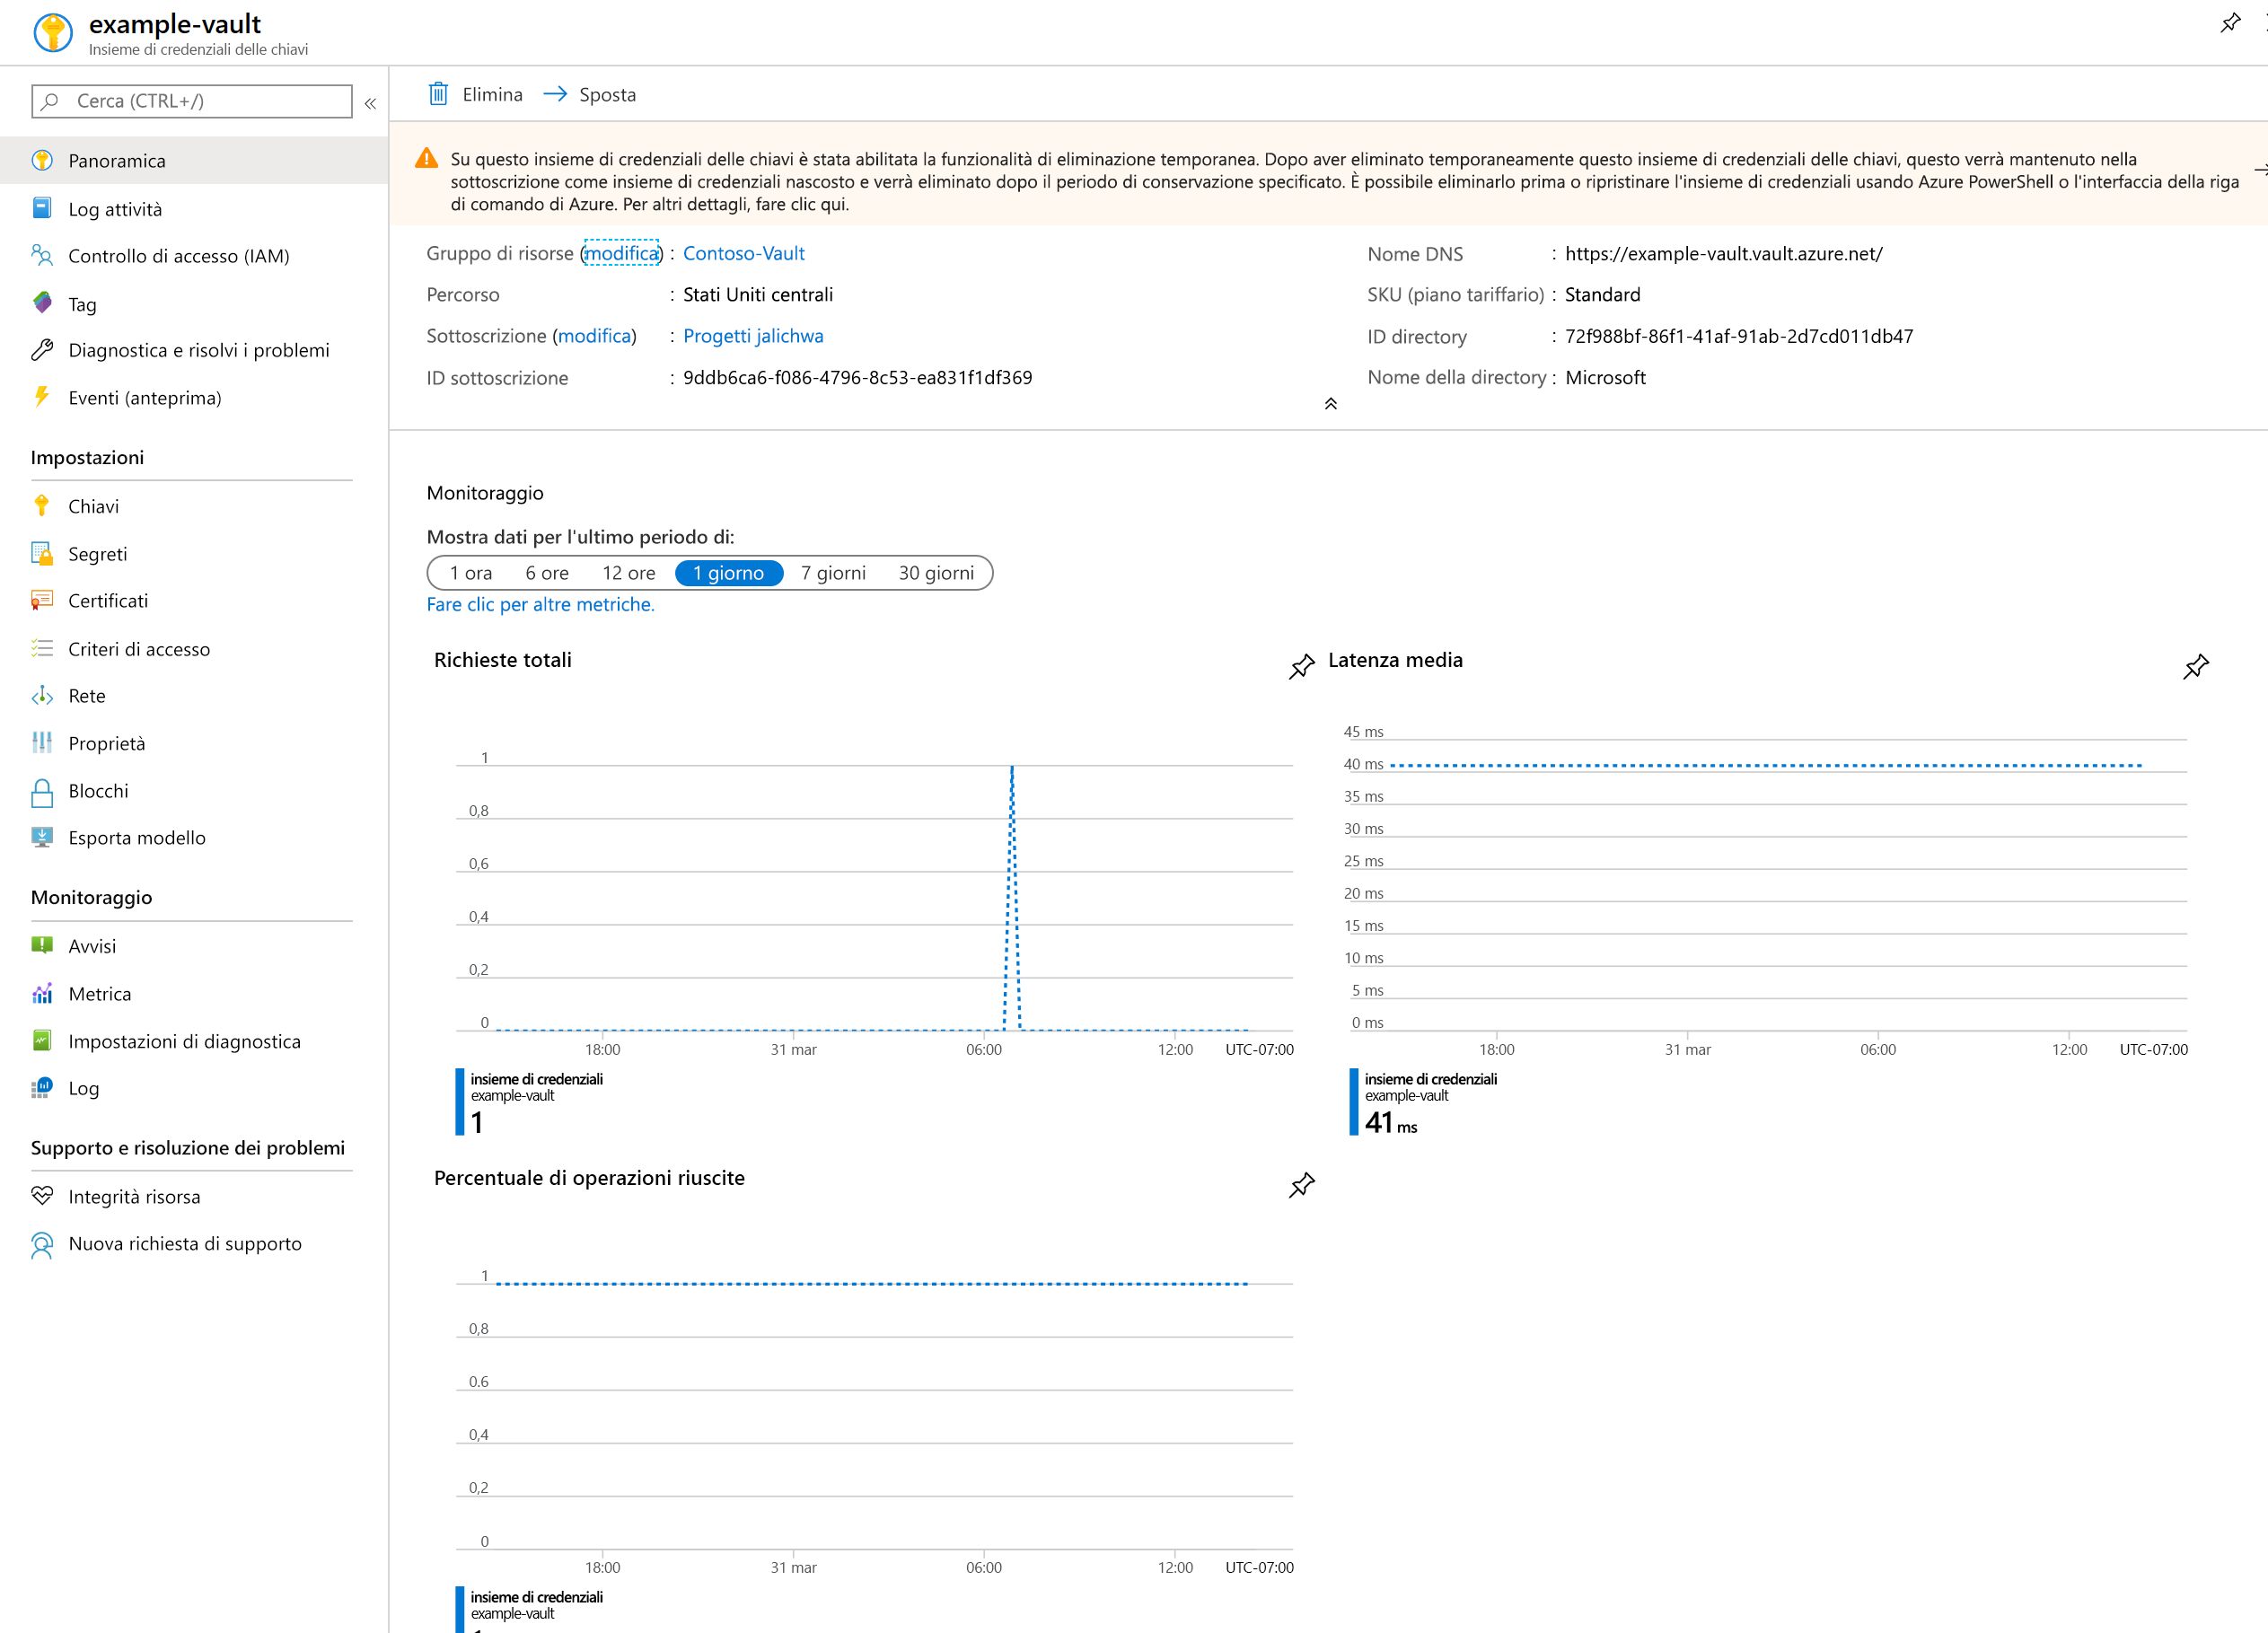 example-vault
Insieme di credenziali delle chiavi
Cerca (CTRL+/)
Panoramica
Log attività
Controllo di accesso (IAM)
Tag
Diagnostica e risolvi i problemi
Eventi (anteprima)
Impostazioni
Chiavi
Segreti
Certificati
Criteri di accesso
Rete
Proprietà
Blocchi
Esporta modello
Monitoraggio
Avvisi
Metrica
Impostazioni di diagnostica
Log
Supporto e risoluzione dei problemi
Integrità risorsa
Nuova richiesta di supporto
Elimina
Sposta
Su questo insieme di credenziali delle chiavi è stata abilitata la funzionalità di eliminazione temporanea. Dopo aver eliminato temporaneamente questo insieme di credenziali delle chiavi, questo verrà mantenuto nella
sottoscrizione come insieme di credenziali nascosto e verrà eliminato dopo il periodo di conservazione specificato. È possibile eliminarlo prima o ripristinare l'insieme di credenziali usando Azure PowerShell o l'interfaccia della riga
di comando di Azure. Per altri dettagli, fare clic qui.
Gruppo di risorse (modifica) : Contoso-Vault
Percorso : Stati Uniti centrali
Sottoscrizione (modifica) : Progetti jalichwa
ID sottoscrizione : 9ddb6ca6-f086-4796-8c53-ea831f1df369
Nome DNS : https://example-vault.vault.azure.net/
SKU (piano tariffario) : Standard
ID directory : 72f988bf-86f1-41af-91ab-2d7cd011db47
Nome della directory : Microsoft
Monitoraggio
Mostra dati per l'ultimo periodo di:
1 ora 6 ore 12 ore 1 giorno 7 giorni 30 giorni
Fare clic per altre metriche.
Richieste totali
1
0,8
0,6
0,4
0,2
0
18:00 31 mar 06:00 12:00 UTC-07:00
insieme di credenziali
example-vault
1
Latenza media
45 ms
40 ms
35 ms
30 ms
25 ms
20 ms
15 ms
10 ms
5 ms
0 ms
18:00 31 mar 06:00 12:00 UTC-07:00
insieme di credenziali
example-vault
41 ms
Percentuale di operazioni riuscite
1
0,8
0.6
0,4
0,2
0
18:00 31 mar 06:00 12:00 UTC-07:00
insieme di credenziali
example-vault